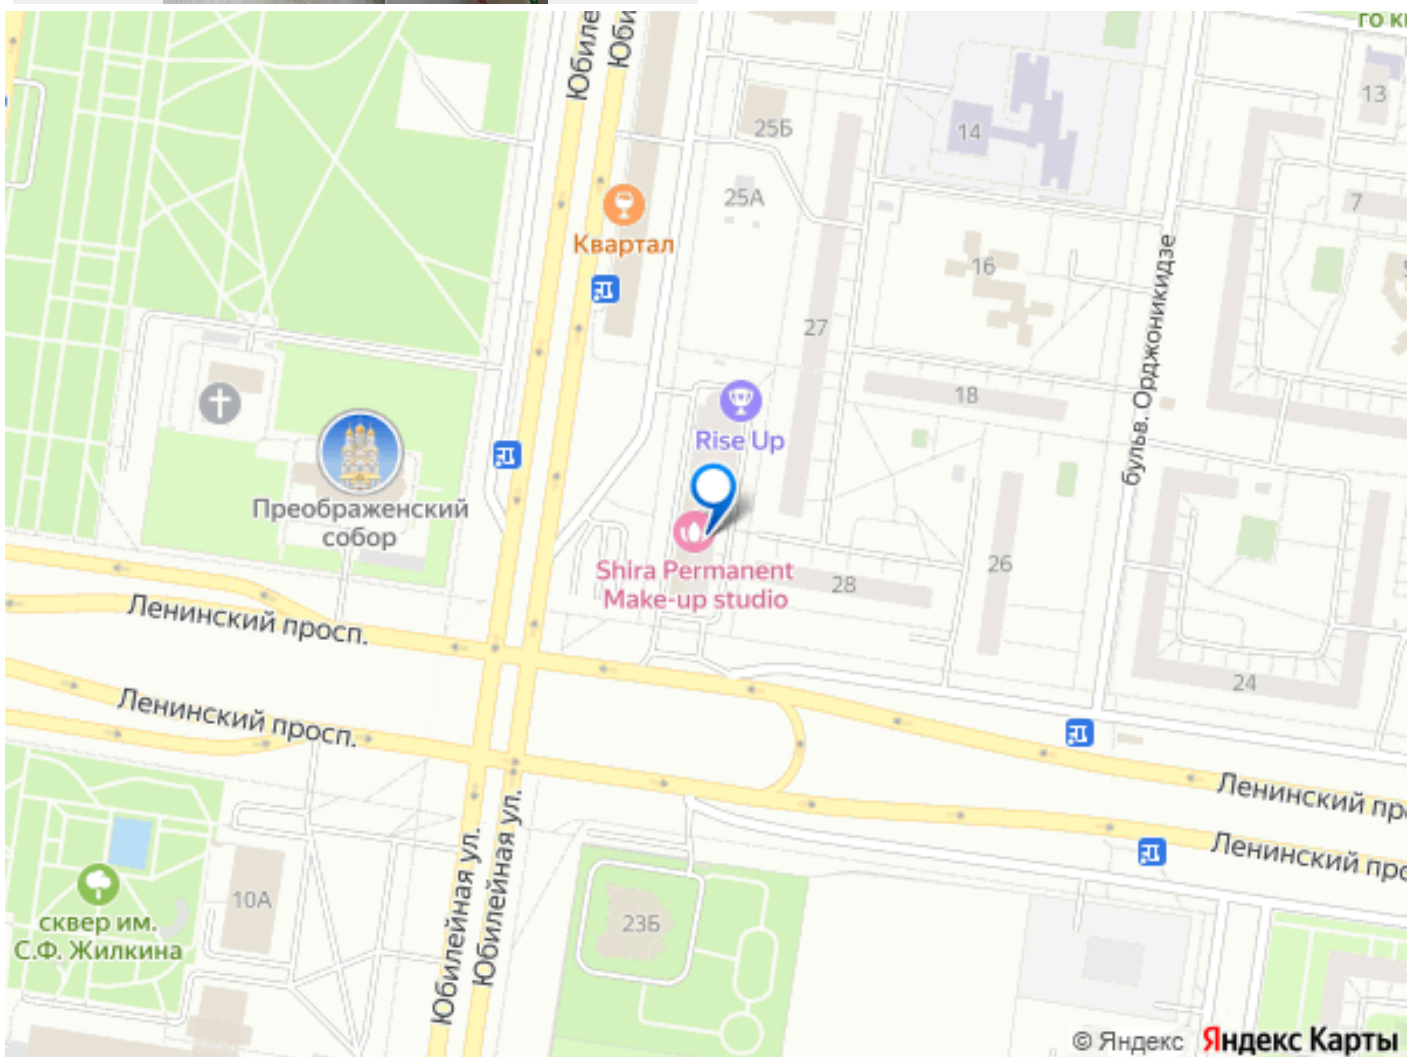 Юбиле
Юби
го к
13
25Б
14
25А
7
Квартал
16
бульв. Орджоникидзе
27
18
Rise Up
Преображенский
собор
Shira Permanent
Make-up studio
28
26
Ленинский просп.
24
Ленинский просп.
Ленинский пр
Ленинский про
Юбилейная ул.
Юбилейная ул.
10А
23Б
сквер им.
С.Ф. Жилкина
© Яндекс Яндекс Карты